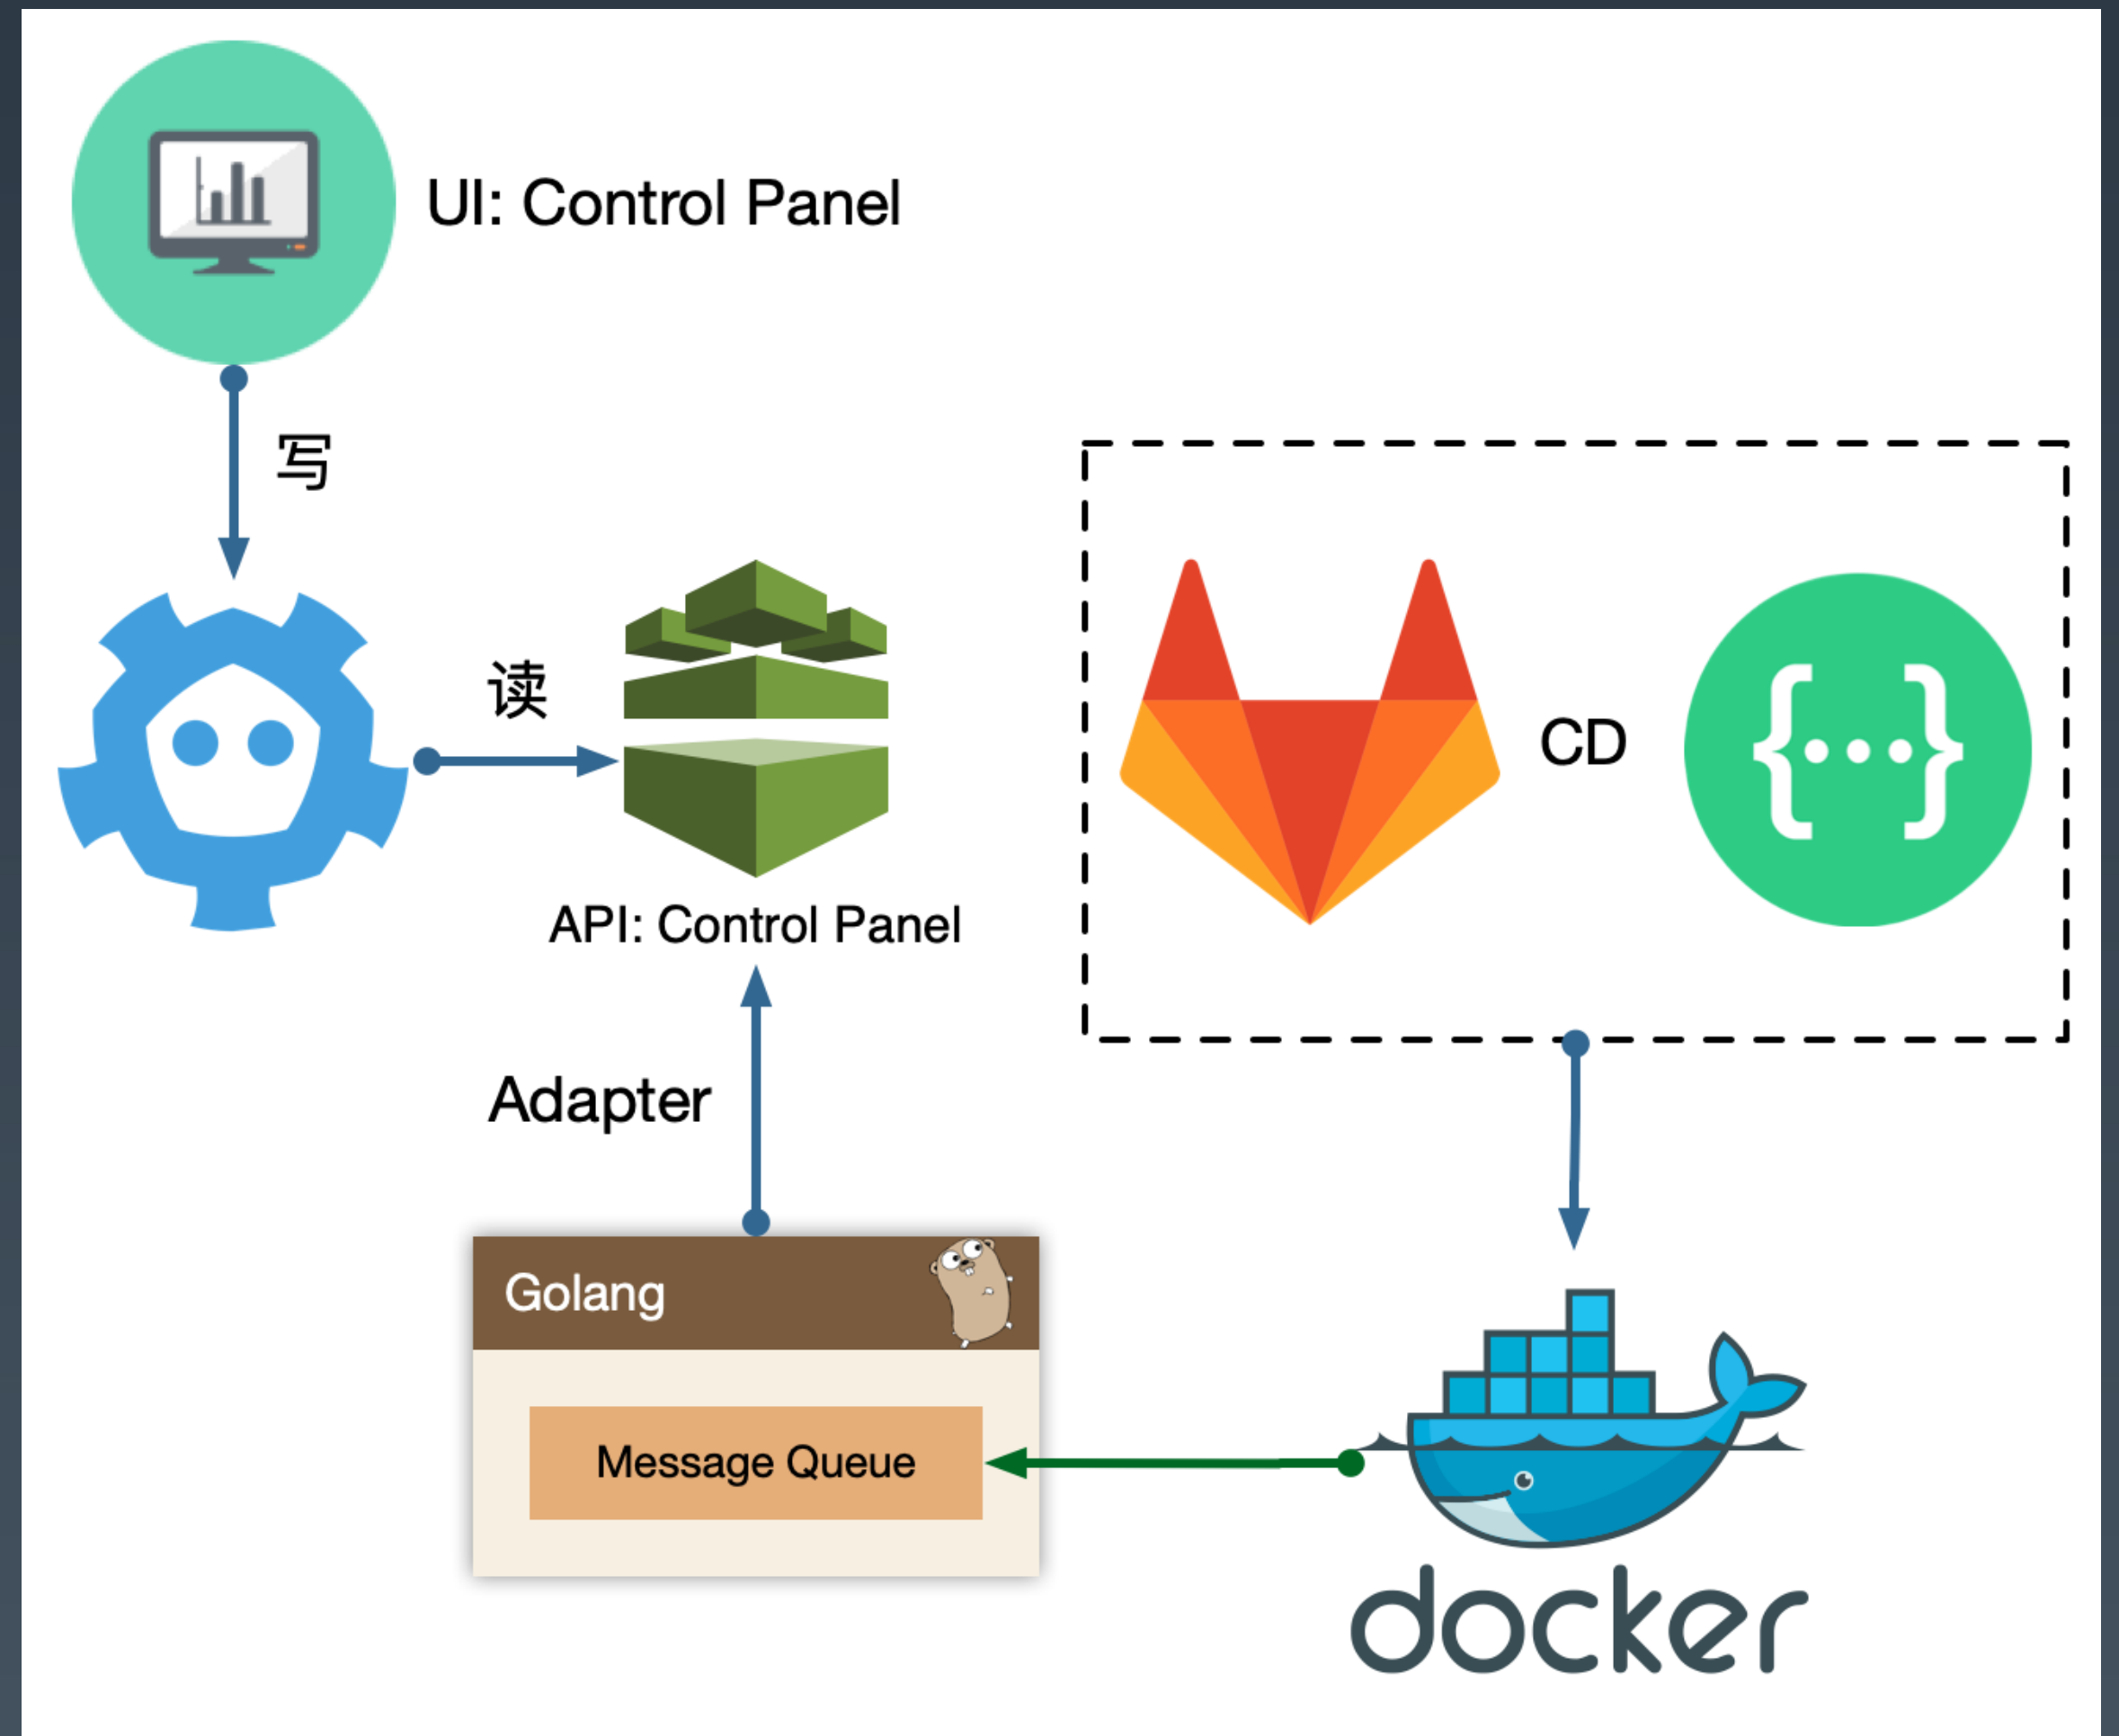 UI: Control Panel
写
读
API: Control Panel
CD
Adapter
Golang
Message Queue
docker